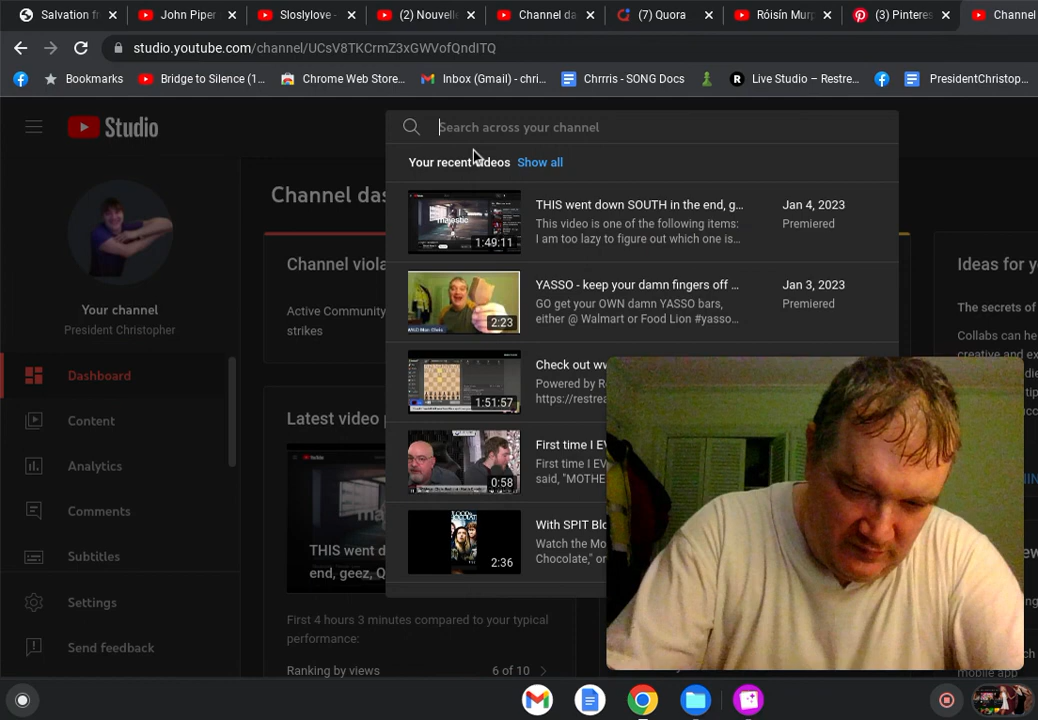 Salvation fr
John Piper
Sloslylove -
(2) Nouvelle
Channel da
(7) Quora
Róisín Murp
(3) Pinteres
Channel
studio.youtube.com/channel/UCsV8TKCrmZ3xGWVofQndITQ
Bookmarks
Bridge to Silence (1...
Chrome Web Store...
Inbox (Gmail) - chri...
Chrrris - SONG Docs
Live Studio – Restre...
PresidentChristop...
Studio
Search across your channel
Your recent videos Show all
Channel das
THIS went down SOUTH in the end, g...
This video is one of the following items:
I am too lazy to figure out which one is...
Jan 4, 2023
Premiered
majestic
1:49:11
Channel viola
Active Community
strikes
YASSO - keep your damn fingers off ...
GO get your OWN damn YASSO bars,
either @ Walmart or Food Lion #yasso...
Jan 3, 2023
Premiered
2:23
Ideas for yo
The secrets of
Collabs can he
creative and ex
Your channel
President Christopher
Dashboard
Content
Analytics
Comments
Subtitles
Settings
Send feedback
Check out ww
Powered by Re
https://restrea
1:51:57
Latest video p
First time I EV
First time I EV
said, "MOTHE
0:58
With SPIT Blo
Watch the Mo
Chocolate," on
2:36
THIS went d
end, geez, Q
First 4 hours 3 minutes compared to your typical
performance:
Ranking by views
6 of 10
mobile app